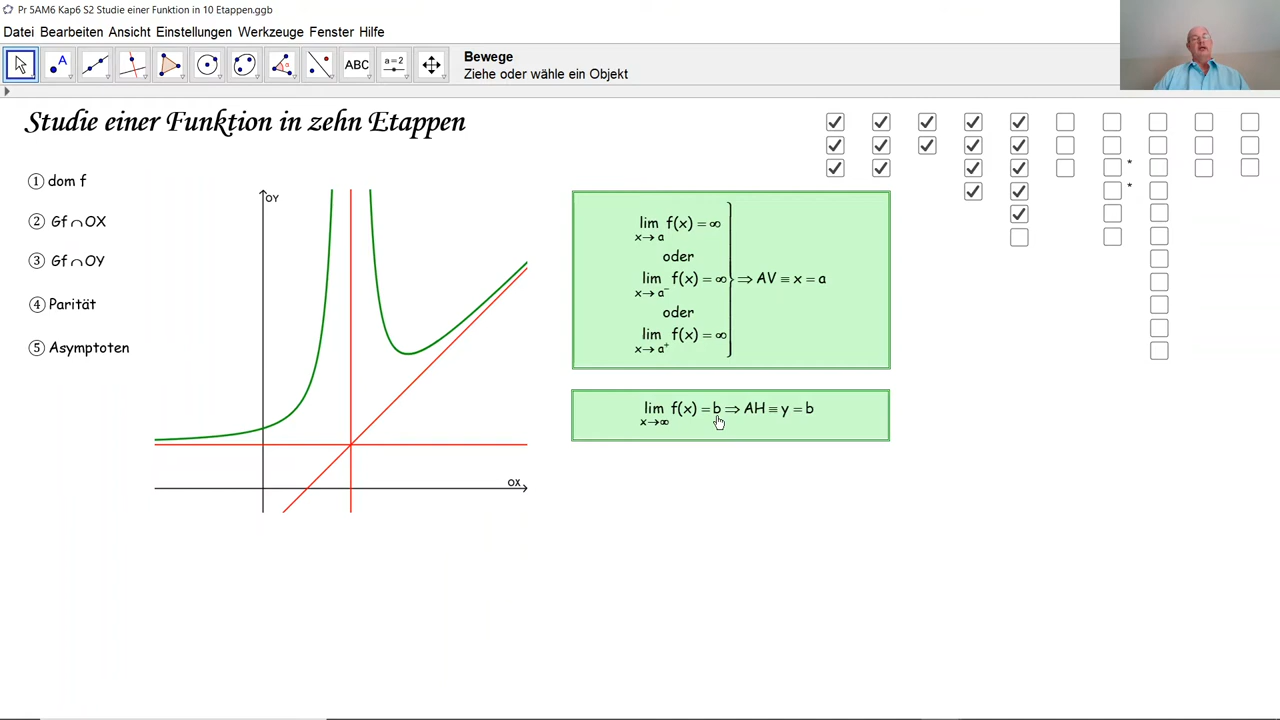 Pr 5AM6 Kap6 S2 Studie einer Funktion in 10 Etappen.ggb
Datei Bearbeiten Ansicht Einstellungen Werkzeuge Fenster Hilfe
A
ABC
a=2
Bewege
Ziehe oder wähle ein Objekt
Studie einer Funktion in zehn Etappen
① dom f
② Gf∩OX
③ Gf∩OY
④ Parität
⑤ Asymptoten
OY
OX
lim f(x) = ∞
x→a
oder
lim f(x) = ∞ ⇒ AV ≡ x = a
x→a⁻
oder
lim f(x) = ∞
x→a⁺
lim f(x) = b ⇒ AH ≡ y = b
x→∞
*
*